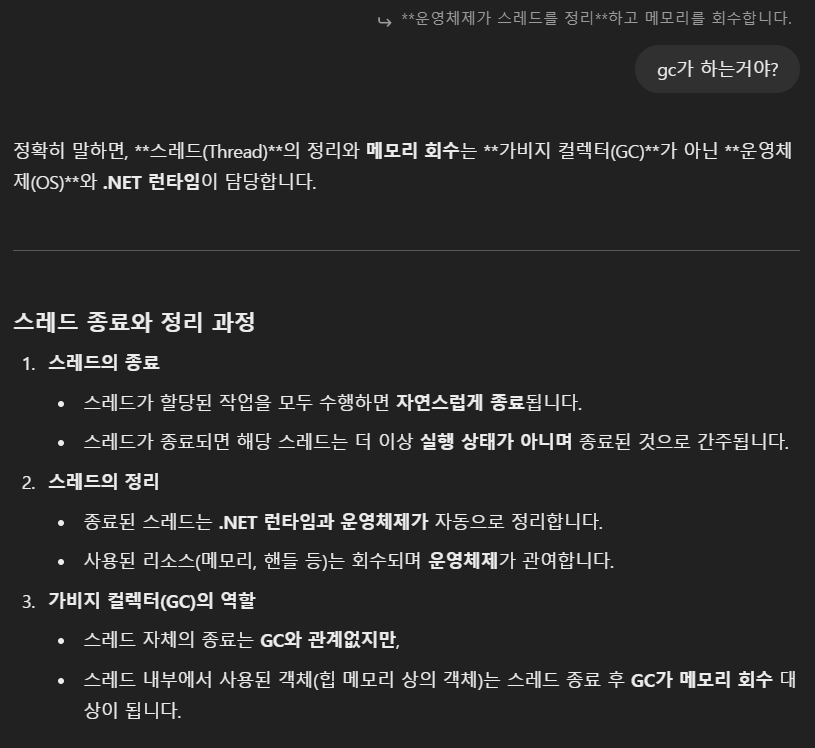 ↳ **운영체제가 스레드를 정리**하고 메모리를 회수합니다.
gc가 하는거야?
정확히 말하면, **스레드(Thread)**의 정리와 메모리 회수는 **가비지 컬렉터(GC)**가 아닌 **운영체
제(OS)**와 .NET 런타임이 담당합니다.
스레드 종료와 정리 과정
1. 스레드의 종료
• 스레드가 할당된 작업을 모두 수행하면 자연스럽게 종료됩니다.
• 스레드가 종료되면 해당 스레드는 더 이상 실행 상태가 아니며 종료된 것으로 간주됩니다.
2. 스레드의 정리
• 종료된 스레드는 .NET 런타임과 운영체제가 자동으로 정리합니다.
• 사용된 리소스(메모리, 핸들 등)는 회수되며 운영체제가 관여합니다.
3. 가비지 컬렉터(GC)의 역할
• 스레드 자체의 종료는 GC와 관계없지만,
• 스레드 내부에서 사용된 객체(힙 메모리 상의 객체)는 스레드 종료 후 GC가 메모리 회수 대
상이 됩니다.